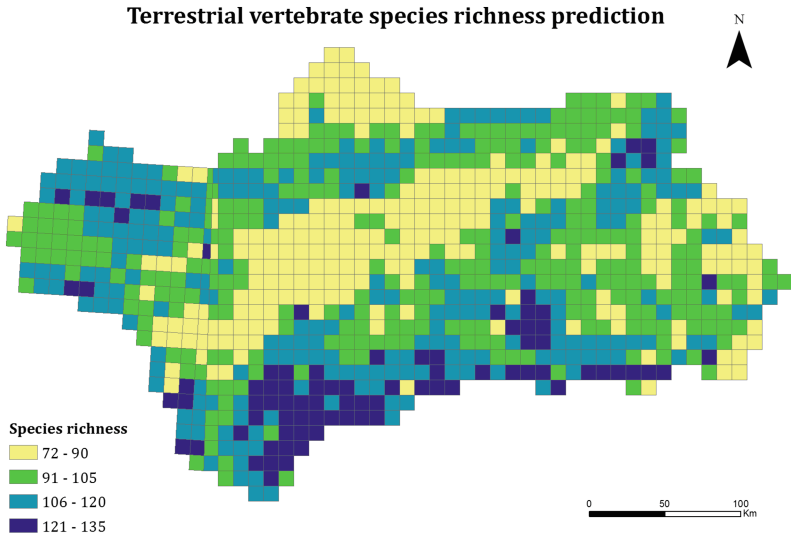 Terrestrial vertebrate species richness prediction
N
Species richness
72 - 90
91 - 105
106 - 120
121 - 135
0 50 100
Km